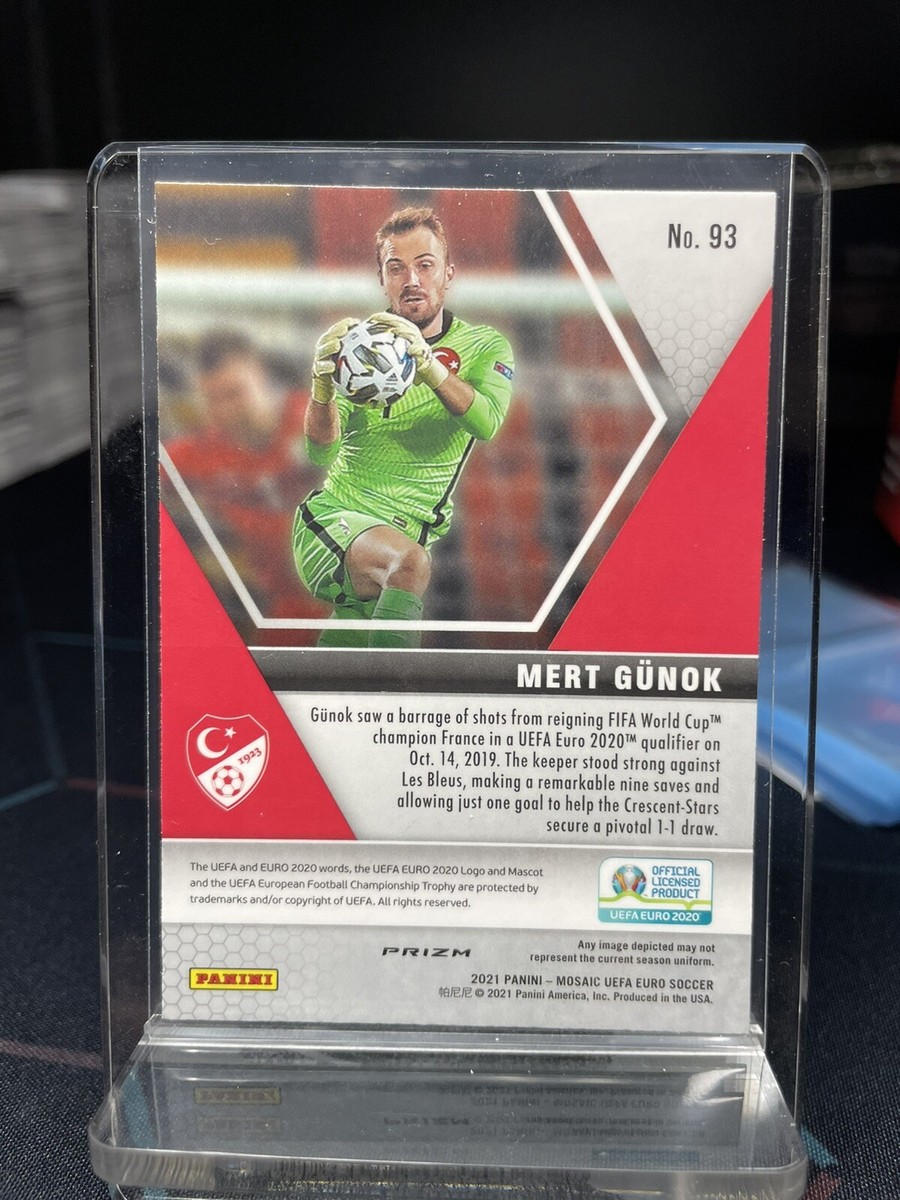 No. 93
MERT GÜNOK
Günok saw a barrage of shots from reigning FIFA World Cup™
champion France in a UEFA Euro 2020™ qualifier on
Oct. 14, 2019. The keeper stood strong against
Les Bleus, making a remarkable nine saves and
allowing just one goal to help the Crescent-Stars
secure a pivotal 1-1 draw.
1923
The UEFA and EURO 2020 words, the UEFA EURO 2020 Logo and Mascot
and the UEFA European Football Championship Trophy are protected by
trademarks and/or copyright of UEFA. All rights reserved.
OFFICIAL
LICENSED
PRODUCT
UEFA EURO 2020
PRIZM
Any image depicted may not
represent the current season uniform.
PANINI
2021 PANINI – MOSAIC UEFA EURO SOCCER
帕尼尼 © 2021 Panini America, Inc. Produced in the USA.